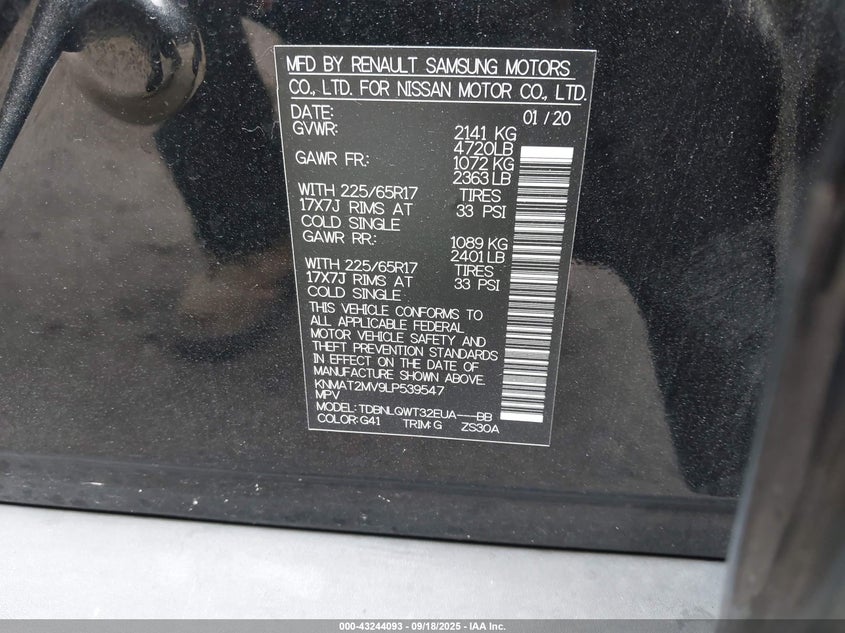 MFD BY RENAULT SAMSUNG MOTORS
CO., LTD. FOR NISSAN MOTOR CO., LTD.
DATE: 01 / 20
GVWR: 2141 KG
4720LB
GAWR FR.: 1072 KG
2363 LB
WITH 225/65R17 TIRES
17X7J RIMS AT 33 PSI
COLD SINGLE
GAWR RR.: 1089 KG
2401 LB
WITH 225/65R17 TIRES
17X7J RIMS AT 33 PSI
COLD SINGLE
THIS VEHICLE CONFORMS TO
ALL APPLICABLE FEDERAL
MOTOR VEHICLE SAFETY AND
THEFT PREVENTION STANDARDS
IN EFFECT ON THE DATE OF
MANUFACTURE SHOWN ABOVE.
KNMAT2MV9LP539547
MPV
MODEL: TDBNLQWT32EUA---BB
COLOR: G41 TRIM: G ZS30A
000-43244093 - 09/18/2025 - IAA Inc.